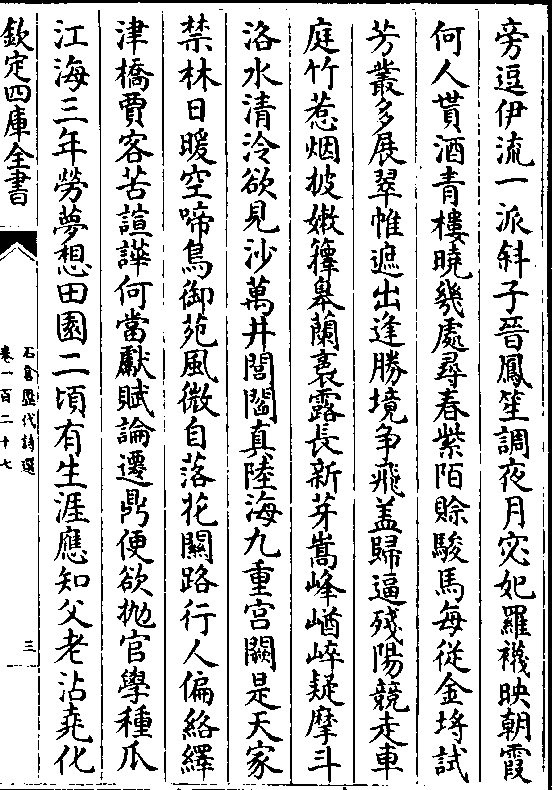 旁逗伊流一派斜子晉鳳笙調夜月宓妃羅襪映朝霞
何人貰酒青樓曉幾處尋春紫陌賒駿馬每從金埓試
芳叢多展翠帷遮出逢勝境争飛盖歸逼殘陽競走車
庭竹惹烟披嫩籜皋蘭裛露長新芽嵩峰崷崪疑摩斗
洛水清泠欲見沙萬井閭閻真陸海九重宫闕是天家
禁林日暖空啼鳥御苑風微自落花闗路行人偏絡繹
津橋賈客苦諠譁何當獻賦論遷鼎便欲抛官學種瓜
江海三年勞夢想田園二頃有生涯應知父老沾堯化
欽定四庫全書
石倉歷代詩選
卷一百二十七
三